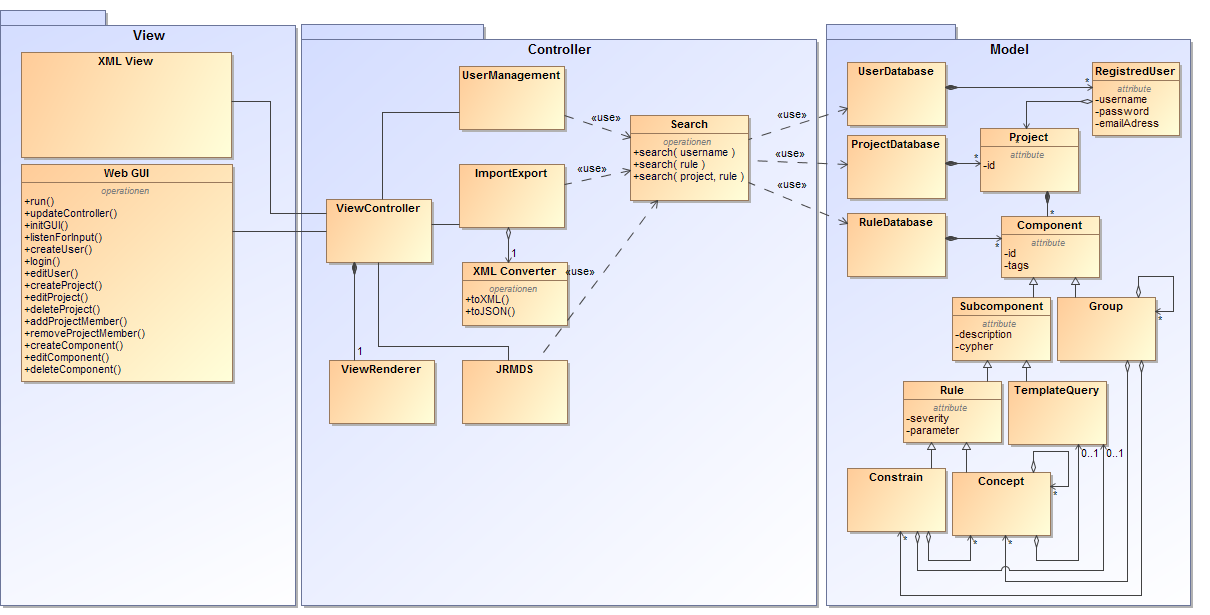 View
XML View
Web GUI
operationen
+run()
+updateController()
+initGUI()
+listenForInput()
+createUser()
+login()
+editUser()
+createProject()
+editProject()
+deleteProject()
+addProjectMember()
+removeProjectMember()
+createComponent()
+editComponent()
+deleteComponent()
Controller
UserManagement
«use»
Search
operationen
+search( username )
+search( rule )
+search( project, rule )
ImportExport
«use»
ViewController
1
XML Converter
operationen
+toXML()
+toJSON()
«use»
1
ViewRenderer
JRMDS
«use»
«use»
«use»
Model
UserDatabase
*
RegistredUser
attribute
-username
-password
-emailAdress
ProjectDatabase
*
*
Project
attribute
-id
*
RuleDatabase
*
Component
attribute
-id
-tags
Subcomponent
attribute
-description
-cypher
Group
*
Rule
attribute
-severity
-parameter
TemplateQuery
0..1
0..1
Constrain
Concept
*
*
*
*